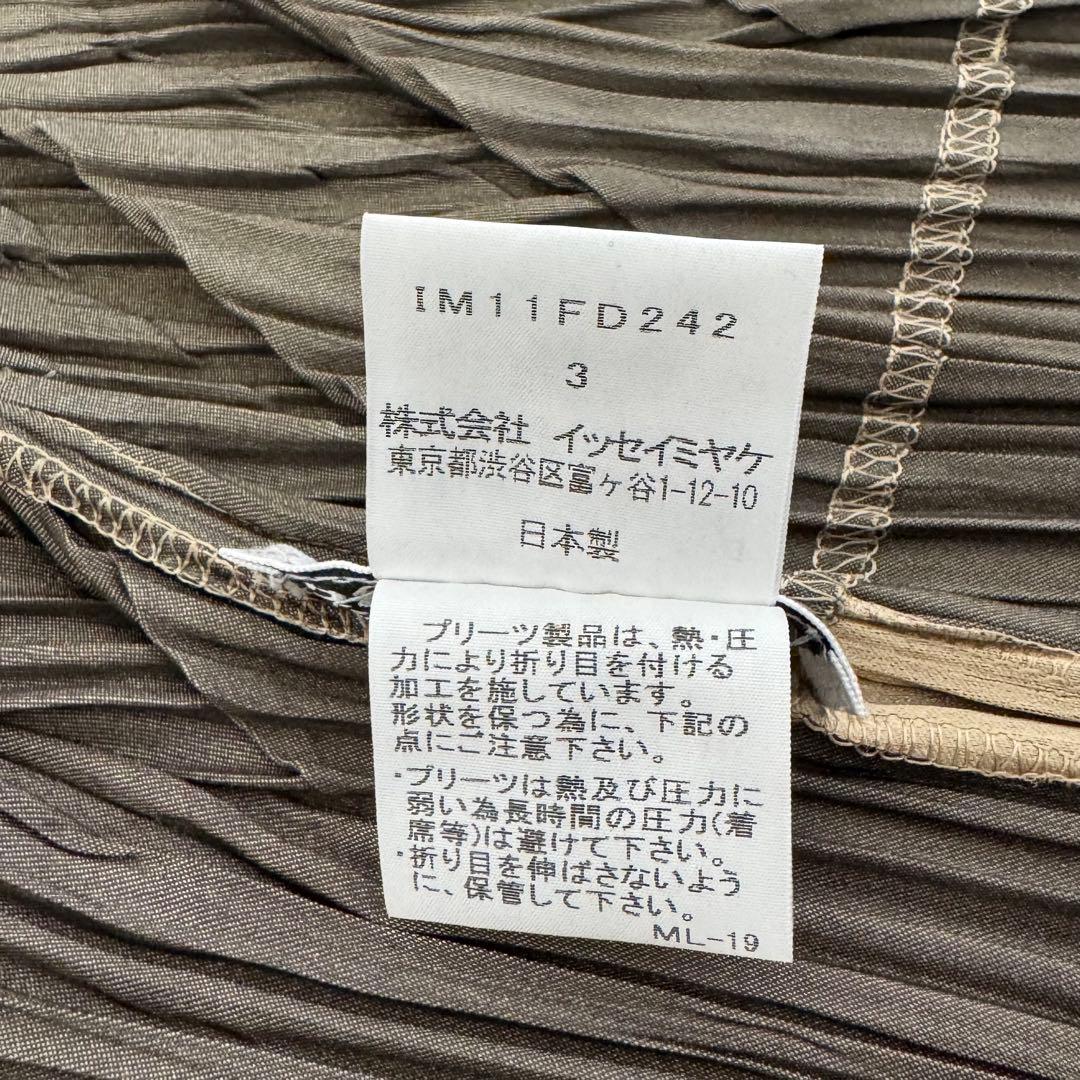 IM11FD242
3
株式会社 イッセイミヤケ
東京都渋谷区富ヶ谷1-12-10
日本製
プリーツ製品は、熱・圧
力により折り目を付ける
加工を施しています。
形状を保つ為に、下記の
点にご注意下さい。
・プリーツは熱及び圧力に
弱い為長時間の圧力(着
席等)は避けて下さい。
・折り目を伸ばさないよう
に、保管して下さい。
ML-19